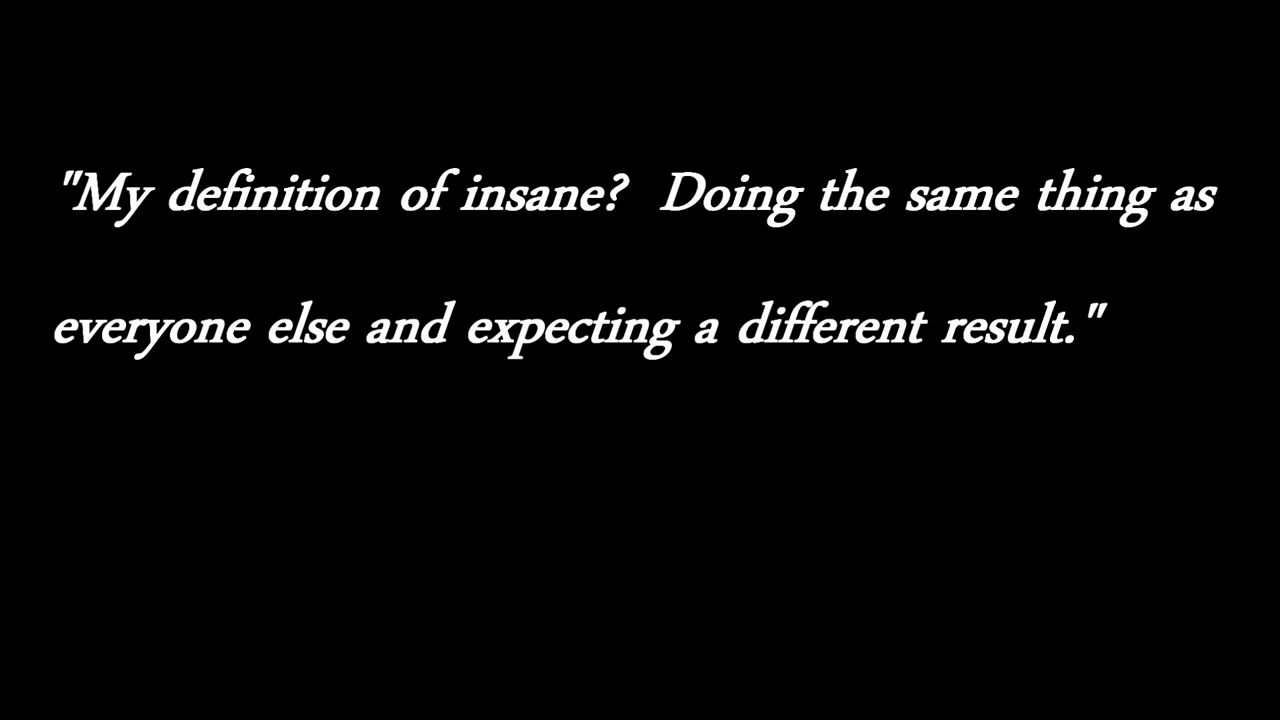 "My definition of insane?  Doing the same thing as
everyone else and expecting a different result."